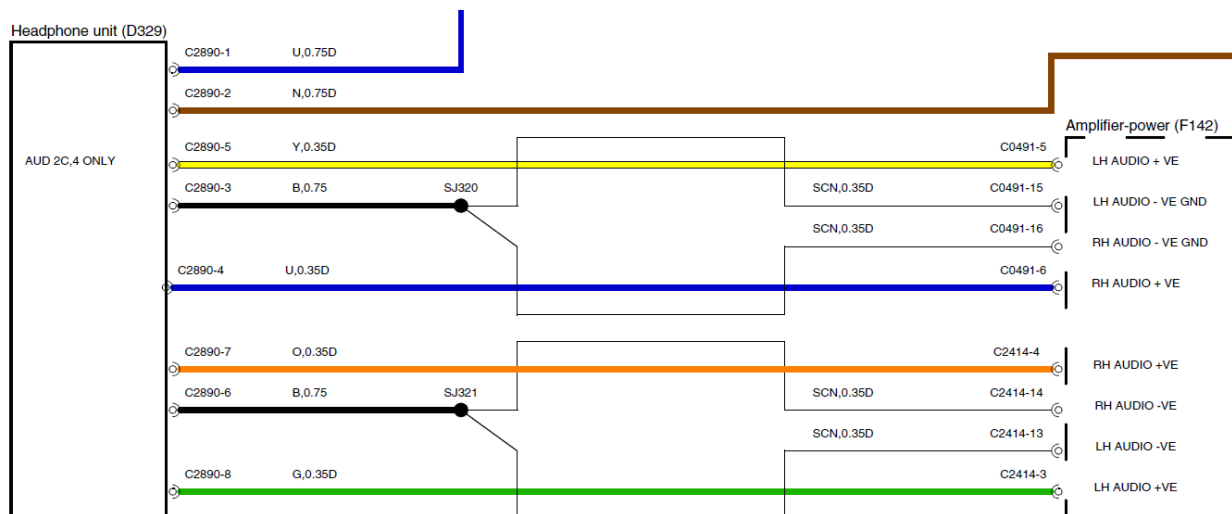 Headphone unit (D329)
C2890-1 U,0.75D
C2890-2 N,0.75D
Amplifier-power (F142)
AUD 2C,4 ONLY
C2890-5 Y,0.35D C0491-5 LH AUDIO + VE
C2890-3 B,0.75 SJ320 SCN,0.35D C0491-15 LH AUDIO - VE GND
SCN,0.35D C0491-16 RH AUDIO - VE GND
C2890-4 U,0.35D C0491-6 RH AUDIO + VE
C2890-7 O,0.35D C2414-4 RH AUDIO +VE
C2890-6 B,0.75 SJ321 SCN,0.35D C2414-14 RH AUDIO -VE
SCN,0.35D C2414-13 LH AUDIO -VE
C2890-8 G,0.35D C2414-3 LH AUDIO +VE